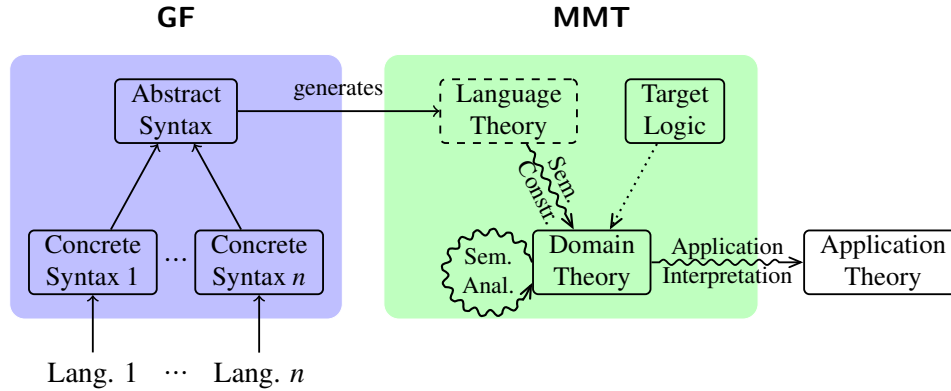 GF
MMT
Abstract
Syntax
generates
Language
Theory
Target
Logic
Sem.
Constr.
Concrete
Syntax 1
...
Concrete
Syntax n
Sem.
Anal.
Domain
Theory
Application
Interpretation
Application
Theory
Lang. 1
...
Lang. n